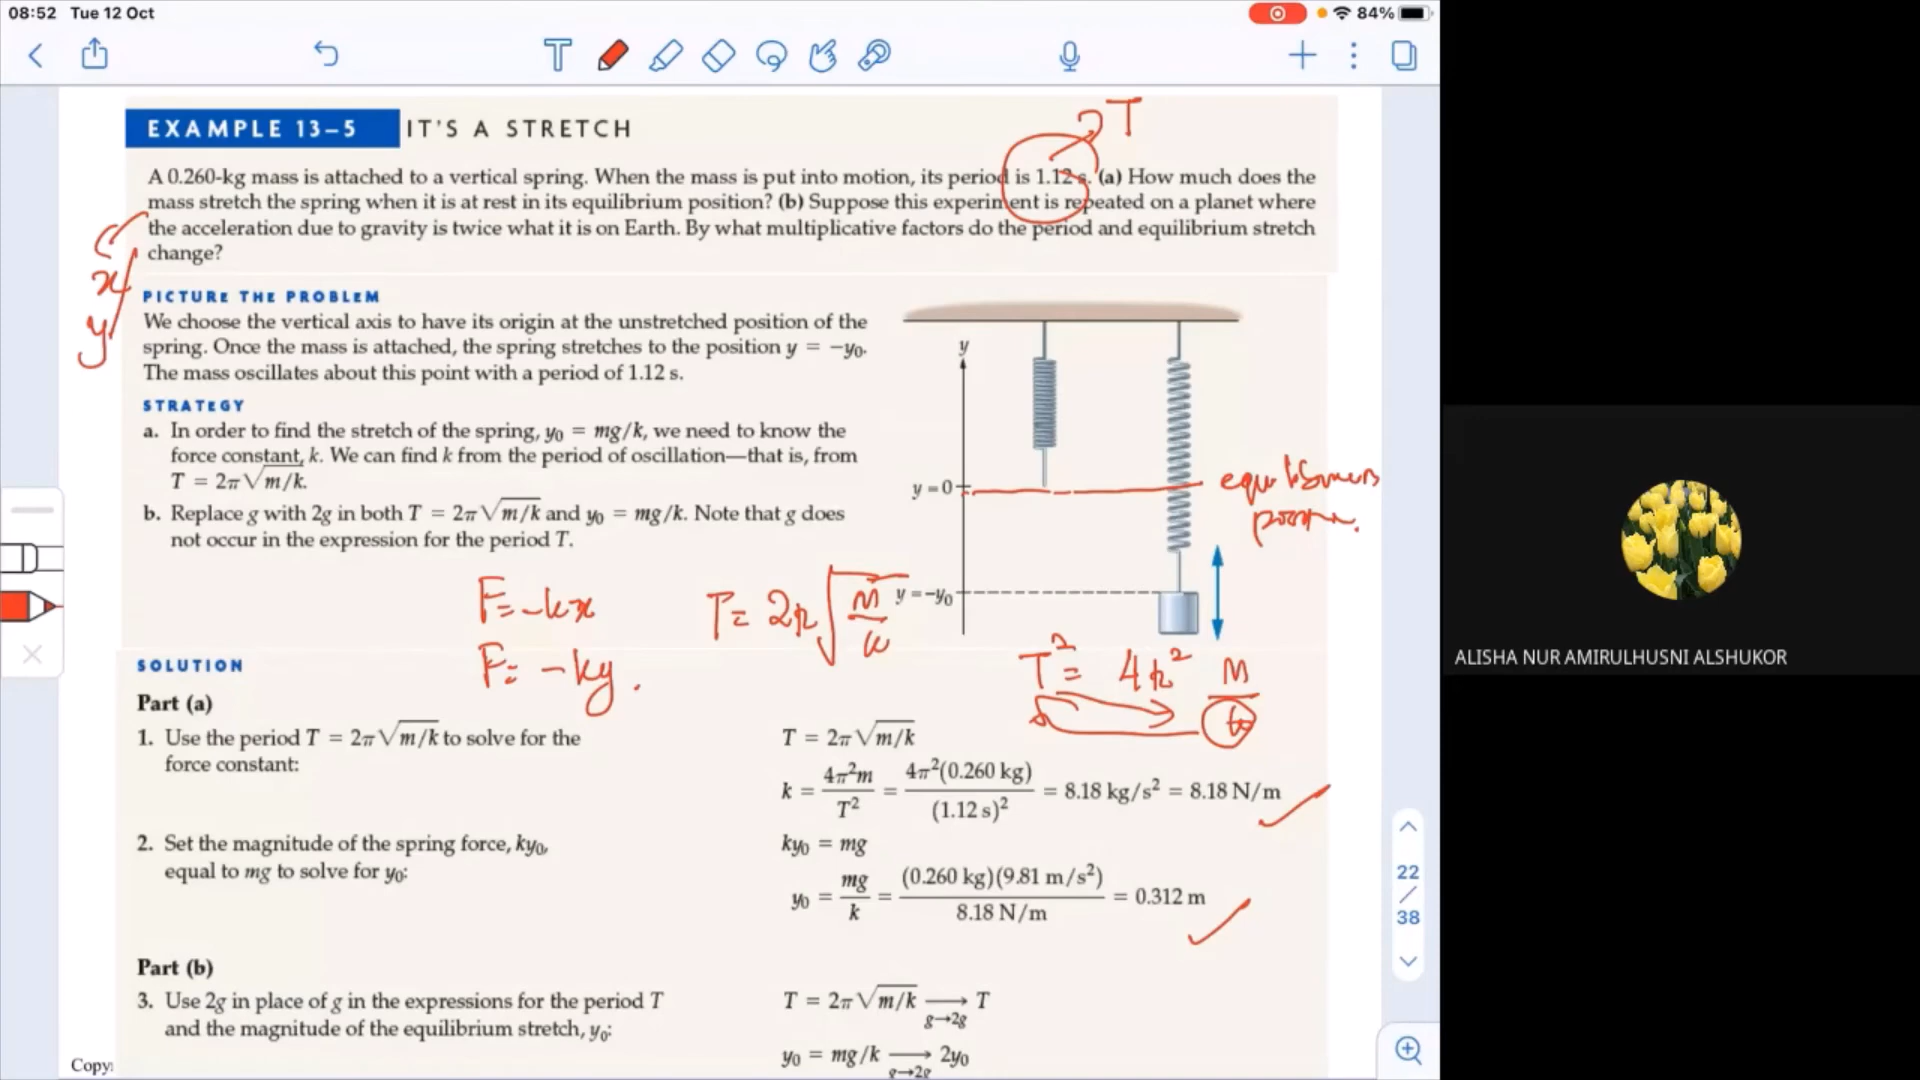 08:52 Tue 12 Oct
84%
EXAMPLE 13–5 IT'S A STRETCH
T
A 0.260-kg mass is attached to a vertical spring. When the mass is put into motion, its period is 1.12 s. (a) How much does the
mass stretch the spring when it is at rest in its equilibrium position? (b) Suppose this experiment is repeated on a planet where
the acceleration due to gravity is twice what it is on Earth. By what multiplicative factors do the period and equilibrium stretch
change?
x
y
PICTURE THE PROBLEM
We choose the vertical axis to have its origin at the unstretched position of the
spring. Once the mass is attached, the spring stretches to the position y = −y₀.
The mass oscillates about this point with a period of 1.12 s.
STRATEGY
a. In order to find the stretch of the spring, y₀ = mg/k, we need to know the
force constant, k. We can find k from the period of oscillation—that is, from
T = 2π√m/k.
b. Replace g with 2g in both T = 2π√m/k and y₀ = mg/k. Note that g does
not occur in the expression for the period T.
y
y = 0
y = −y₀
F = −kx
F = −ky.
T = 2π√m/k
T² = 4π² m/k
SOLUTION
Part (a)
1. Use the period T = 2π√m/k to solve for the
force constant:
T = 2π√m/k
k = 4π²m/T² = 4π²(0.260 kg)/(1.12 s)² = 8.18 kg/s² = 8.18 N/m
2. Set the magnitude of the spring force, ky₀,
equal to mg to solve for y₀:
ky₀ = mg
y₀ = mg/k = (0.260 kg)(9.81 m/s²)/8.18 N/m = 0.312 m
Part (b)
3. Use 2g in place of g in the expressions for the period T
and the magnitude of the equilibrium stretch, y₀:
T = 2π√m/k → T
g→2g
y₀ = mg/k → 2y₀
g→2g
Copy
22
/
38
ALISHA NUR AMIRULHUSNI ALSHUKOR